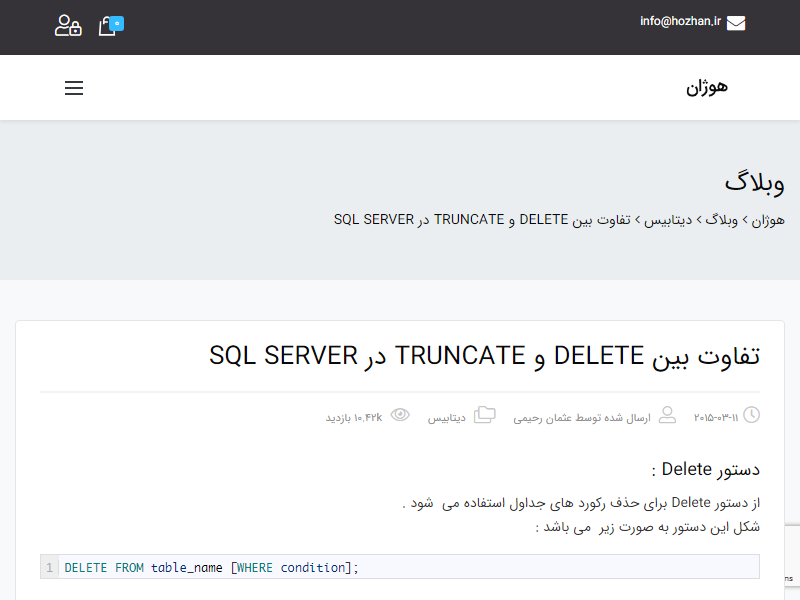 info@hozhan.ir
۰
هوژان
وبلاگ
هوژان › وبلاگ › دیتابیس › تفاوت بین DELETE و TRUNCATE در SQL SERVER
تفاوت بین DELETE و TRUNCATE در SQL SERVER
۲۰۱۵-۰۳-۱۱ ارسال شده توسط عثمان رحیمی دیتابیس ۱۰.۴۲k بازدید
دستور Delete :
از دستور Delete برای حذف رکورد های جداول استفاده می شود .
شکل این دستور به صورت زیر می باشد :
1 DELETE FROM table_name [WHERE condition];